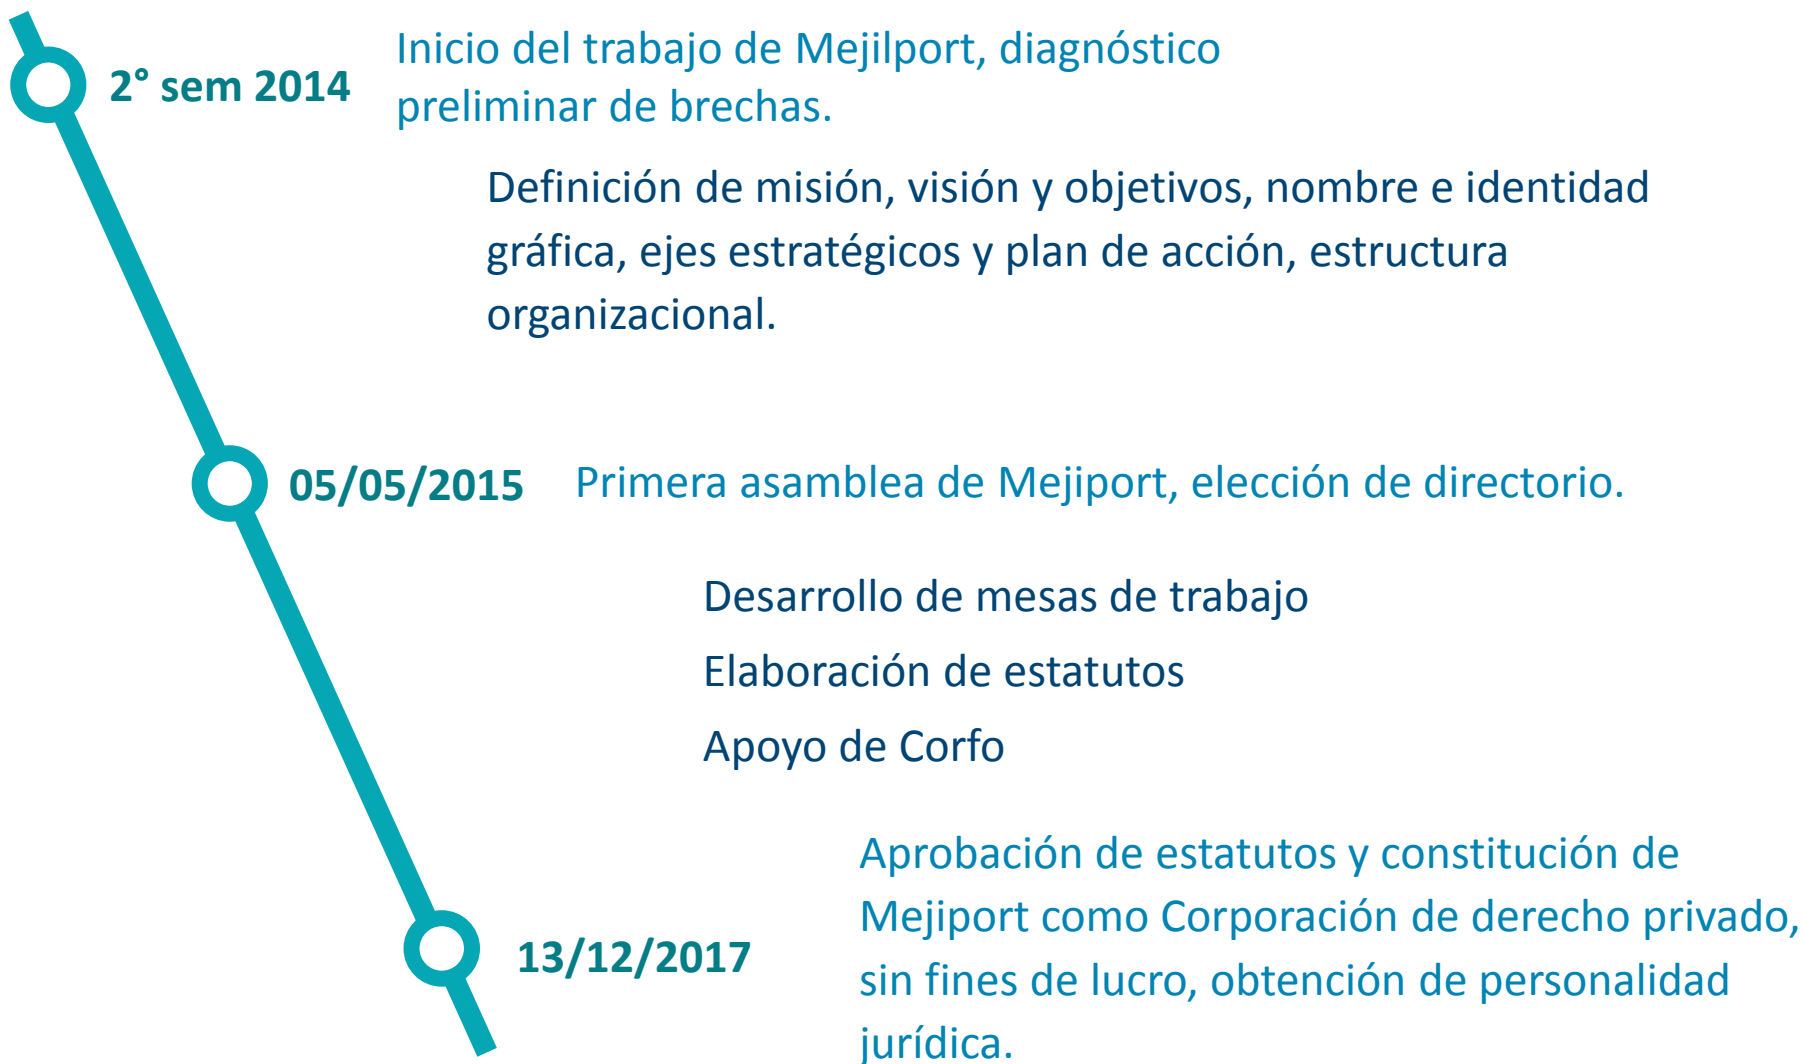 2° sem 2014
Inicio del trabajo de Mejilport, diagnóstico
preliminar de brechas.
Definición de misión, visión y objetivos, nombre e identidad
gráfica, ejes estratégicos y plan de acción, estructura
organizacional.
05/05/2015
Primera asamblea de Mejiport, elección de directorio.
Desarrollo de mesas de trabajo
Elaboración de estatutos
Apoyo de Corfo
13/12/2017
Aprobación de estatutos y constitución de
Mejiport como Corporación de derecho privado,
sin fines de lucro, obtención de personalidad
jurídica.